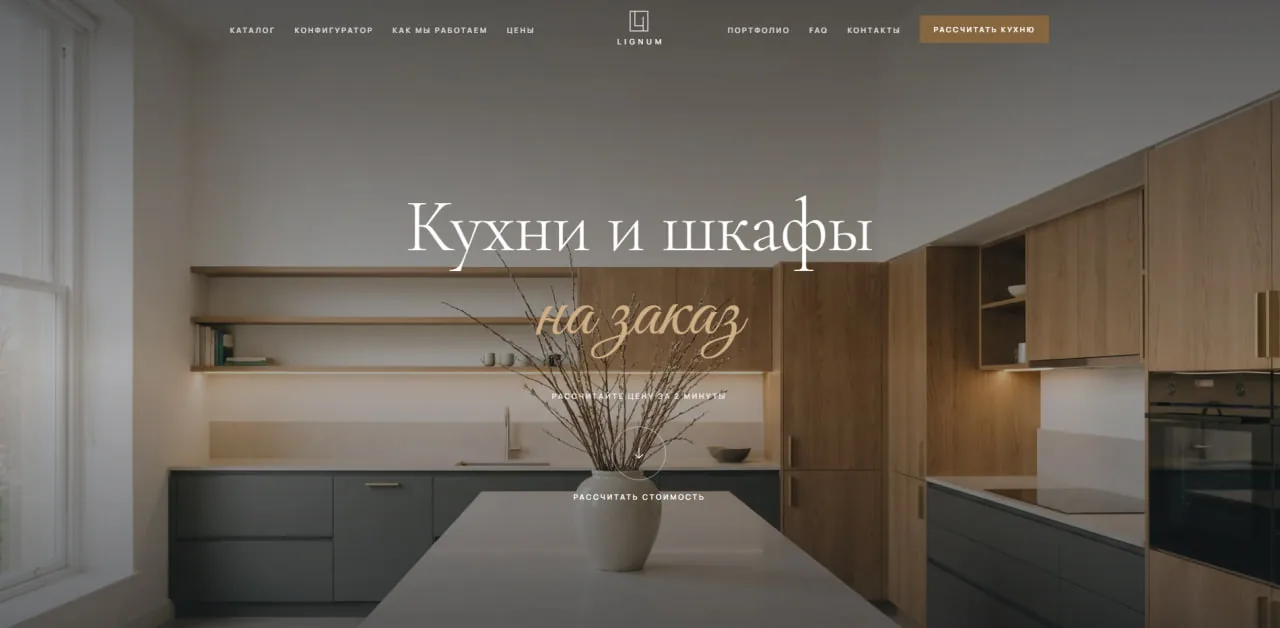 КАТАЛОГ КОНФИГУРАТОР КАК МЫ РАБОТАЕМ ЦЕНЫ
LIGNUM
ПОРТФОЛИО FAQ КОНТАКТЫ РАССЧИТАТЬ КУХНЮ
Кухни и шкафы
на заказ
РАССЧИТАЙТЕ ЦЕНУ ЗА 2 МИНУТЫ
РАССЧИТАТЬ СТОИМОСТЬ